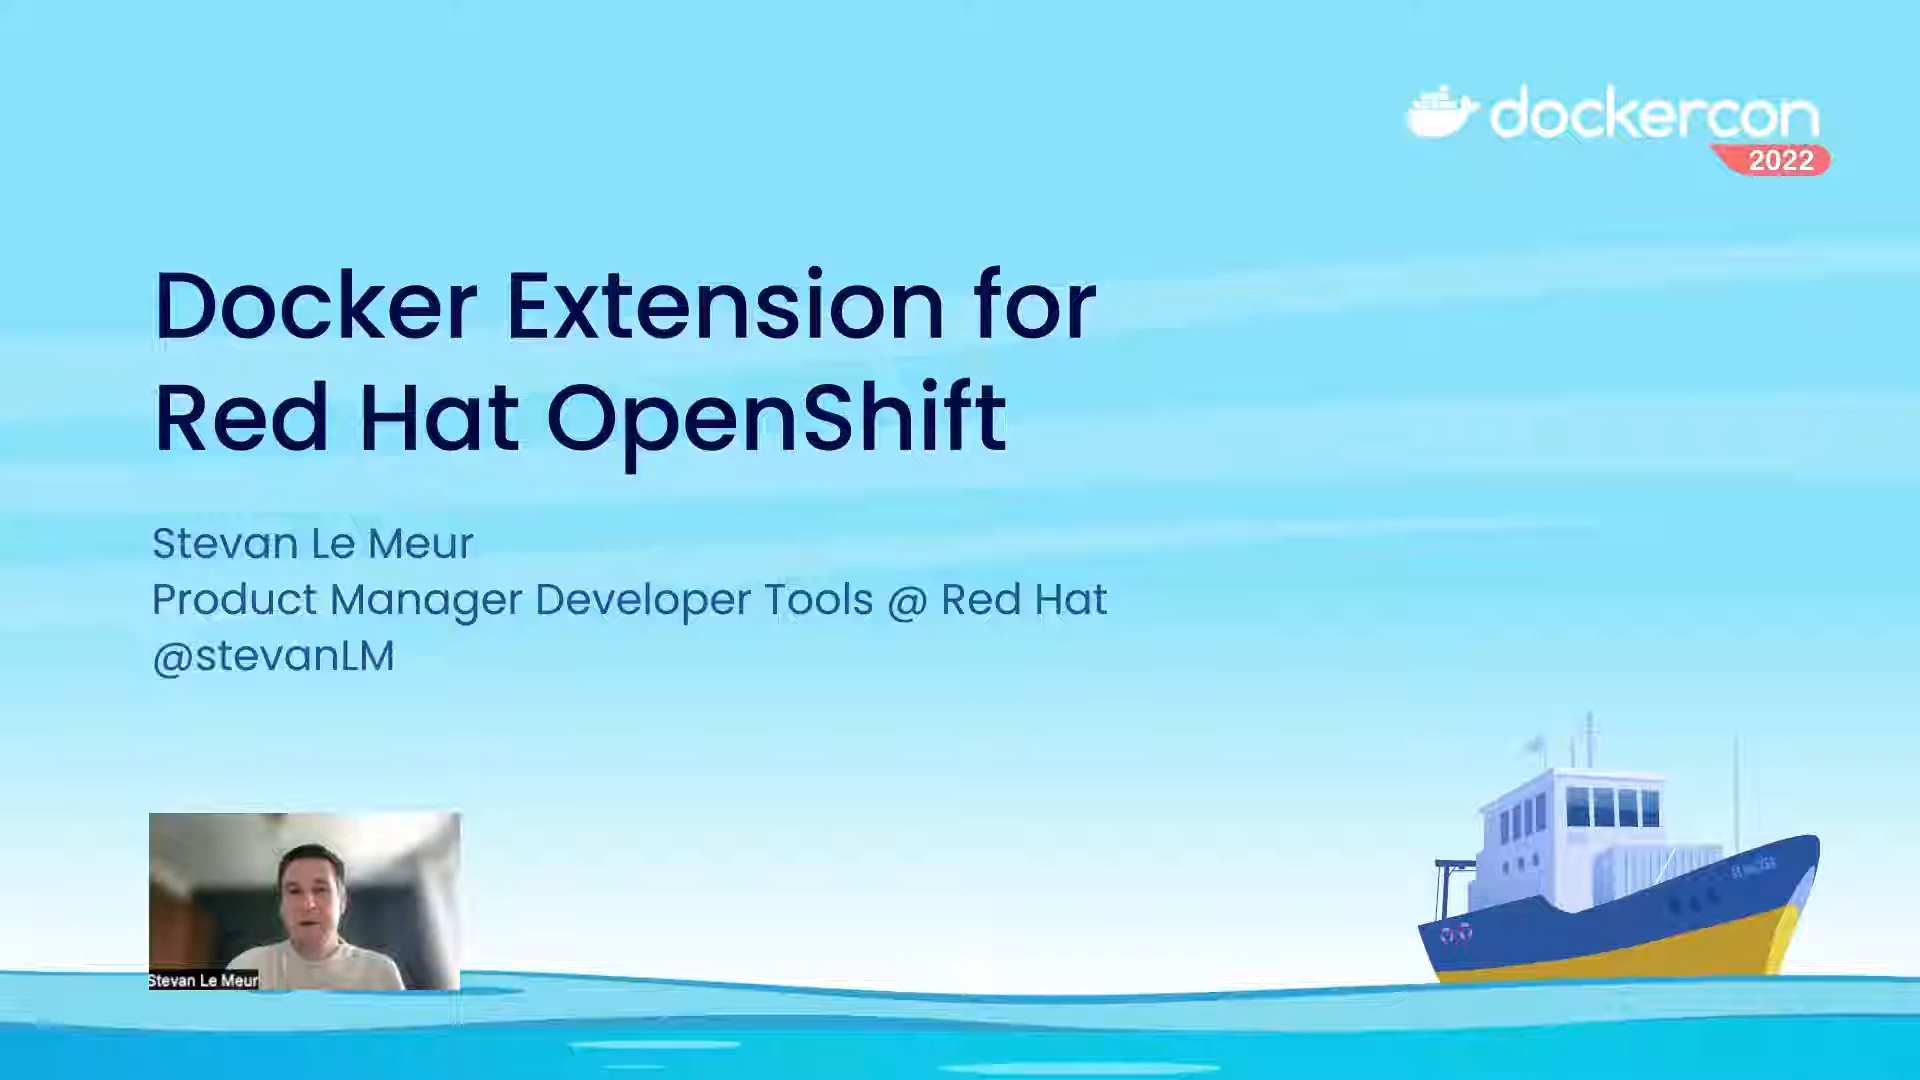 dockercon
2022
Docker Extension for
Red Hat OpenShift
Stevan Le Meur
Product Manager Developer Tools @ Red Hat
@stevanLM
Stevan Le Meur